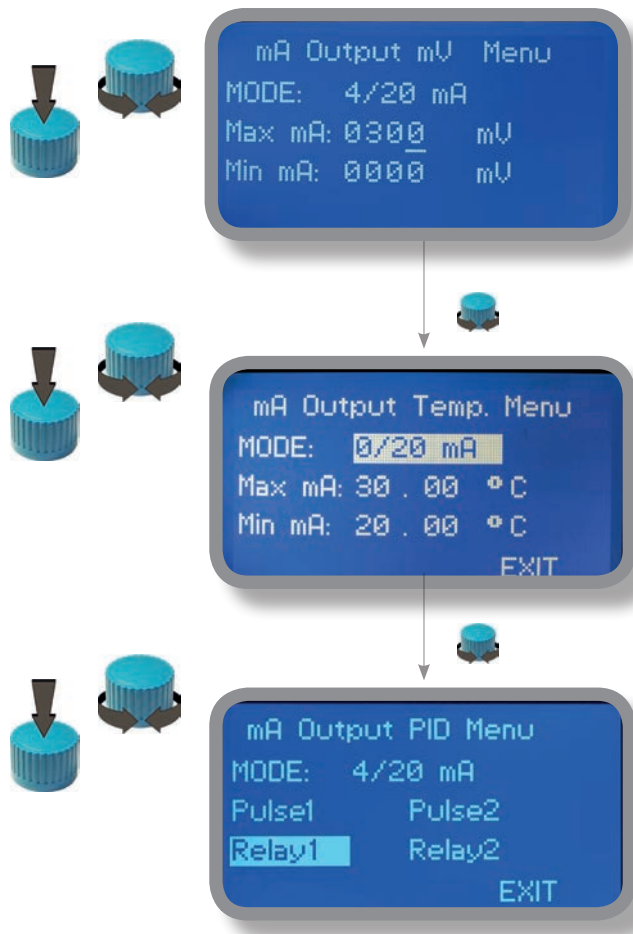 mA Output mV Menu
MODE: 4/20 mA
Max mA: 0300 mV
Min mA: 0000 mV
mA Output Temp. Menu
MODE: 0/20 mA
Max mA: 30 . 00 °C
Min mA: 20 . 00 °C
EXIT
mA Output PID Menu
MODE: 4/20 mA
Pulse1 Pulse2
Relay1 Relay2
EXIT